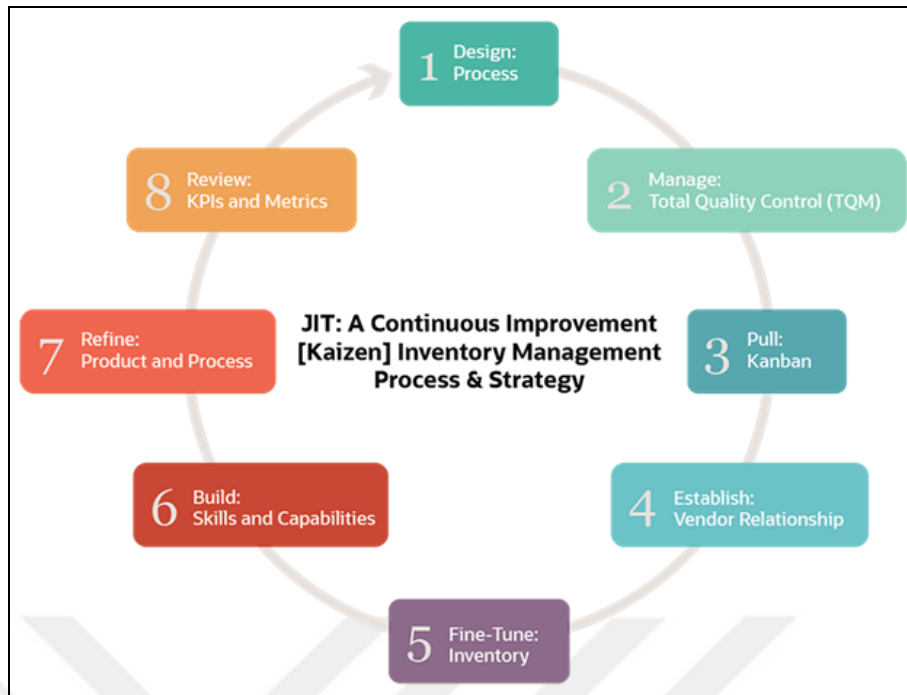 1 Design:
Process
2 Manage:
Total Quality Control (TQM)
3 Pull:
Kanban
4 Establish:
Vendor Relationship
5 Fine-Tune:
Inventory
6 Build:
Skills and Capabilities
7 Refine:
Product and Process
8 Review:
KPIs and Metrics
JIT: A Continuous Improvement
[Kaizen] Inventory Management
Process & Strategy